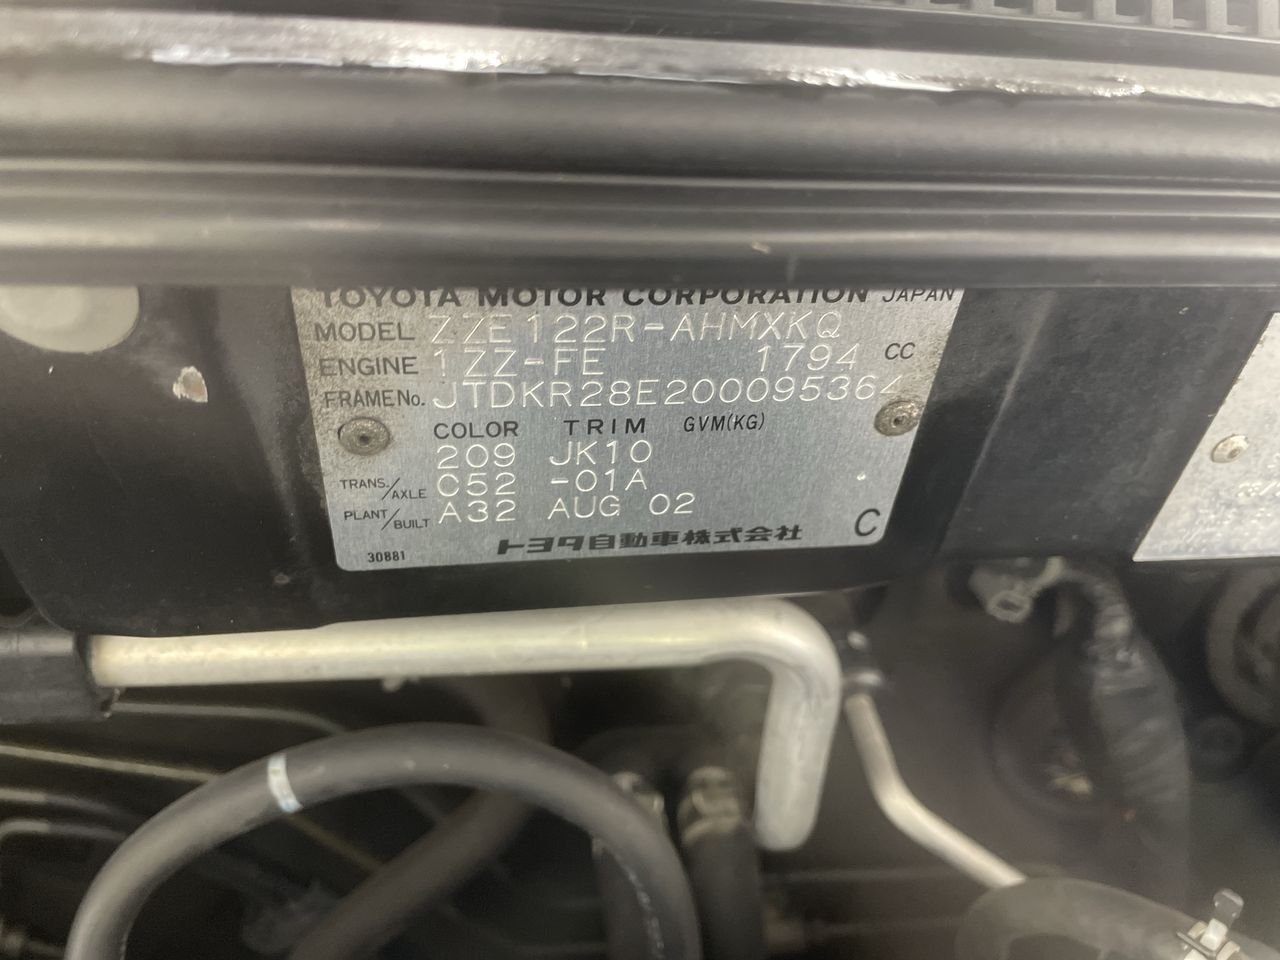 TOYOTA MOTOR CORPORATION JAPAN
MODEL ZZE122R-AHMXKQ
ENGINE 1ZZ-FE 1794 CC
FRAME No. JTDKR28E200095364
COLOR TRIM GVM(KG)
209 JK10
TRANS./AXLE C52 -01A
PLANT/BUILT A32 AUG 02
30881 トヨタ自動車株式会社 C